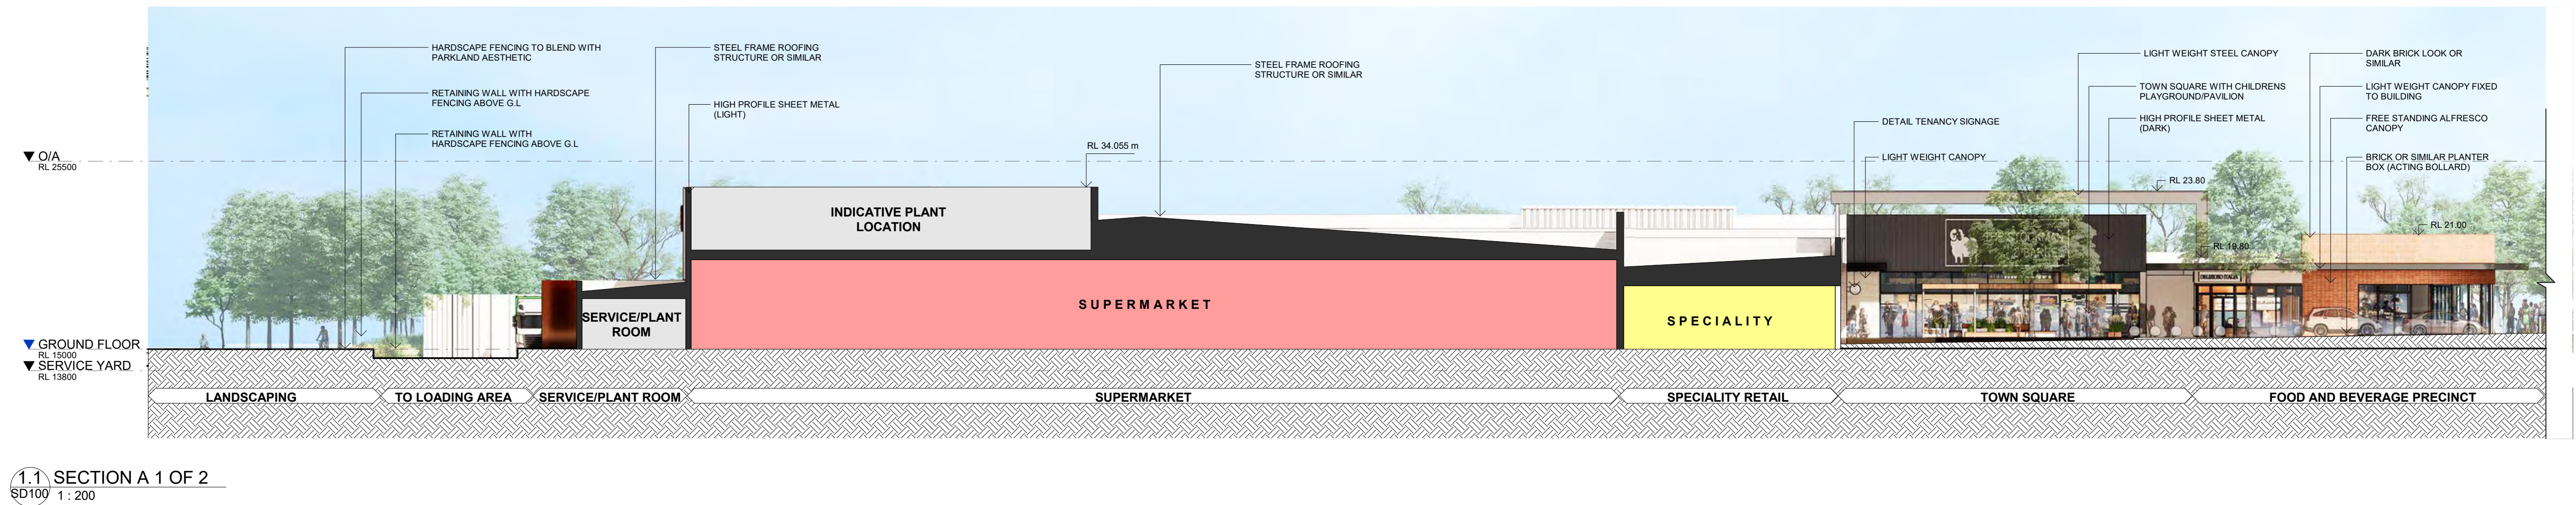 HARDSCAPE FENCING TO BLEND WITH
PARKLAND AESTHETIC
RETAINING WALL WITH HARDSCAPE
FENCING ABOVE G.L
RETAINING WALL WITH
HARDSCAPE FENCING ABOVE G.L
STEEL FRAME ROOFING
STRUCTURE OR SIMILAR
HIGH PROFILE SHEET METAL
(LIGHT)
STEEL FRAME ROOFING
STRUCTURE OR SIMILAR
RL 34.055 m
LIGHT WEIGHT STEEL CANOPY
TOWN SQUARE WITH CHILDRENS
PLAYGROUND/PAVILION
HIGH PROFILE SHEET METAL
(DARK)
DETAIL TENANCY SIGNAGE
LIGHT WEIGHT CANOPY
DARK BRICK LOOK OR
SIMILAR
LIGHT WEIGHT CANOPY FIXED
TO BUILDING
FREE STANDING ALFRESCO
CANOPY
BRICK OR SIMILAR PLANTER
BOX (ACTING BOLLARD)
O/A
RL 25500
RL 23.80
RL 21.00
RL 19.80
INDICATIVE PLANT
LOCATION
SERVICE/PLANT
ROOM
SUPERMARKET
SPECIALITY
GROUND FLOOR
RL 15000
SERVICE YARD
RL 13800
LANDSCAPING
TO LOADING AREA
SERVICE/PLANT ROOM
SUPERMARKET
SPECIALITY RETAIL
TOWN SQUARE
FOOD AND BEVERAGE PRECINCT
1.1 SECTION A 1 OF 2
SD100 1 : 200